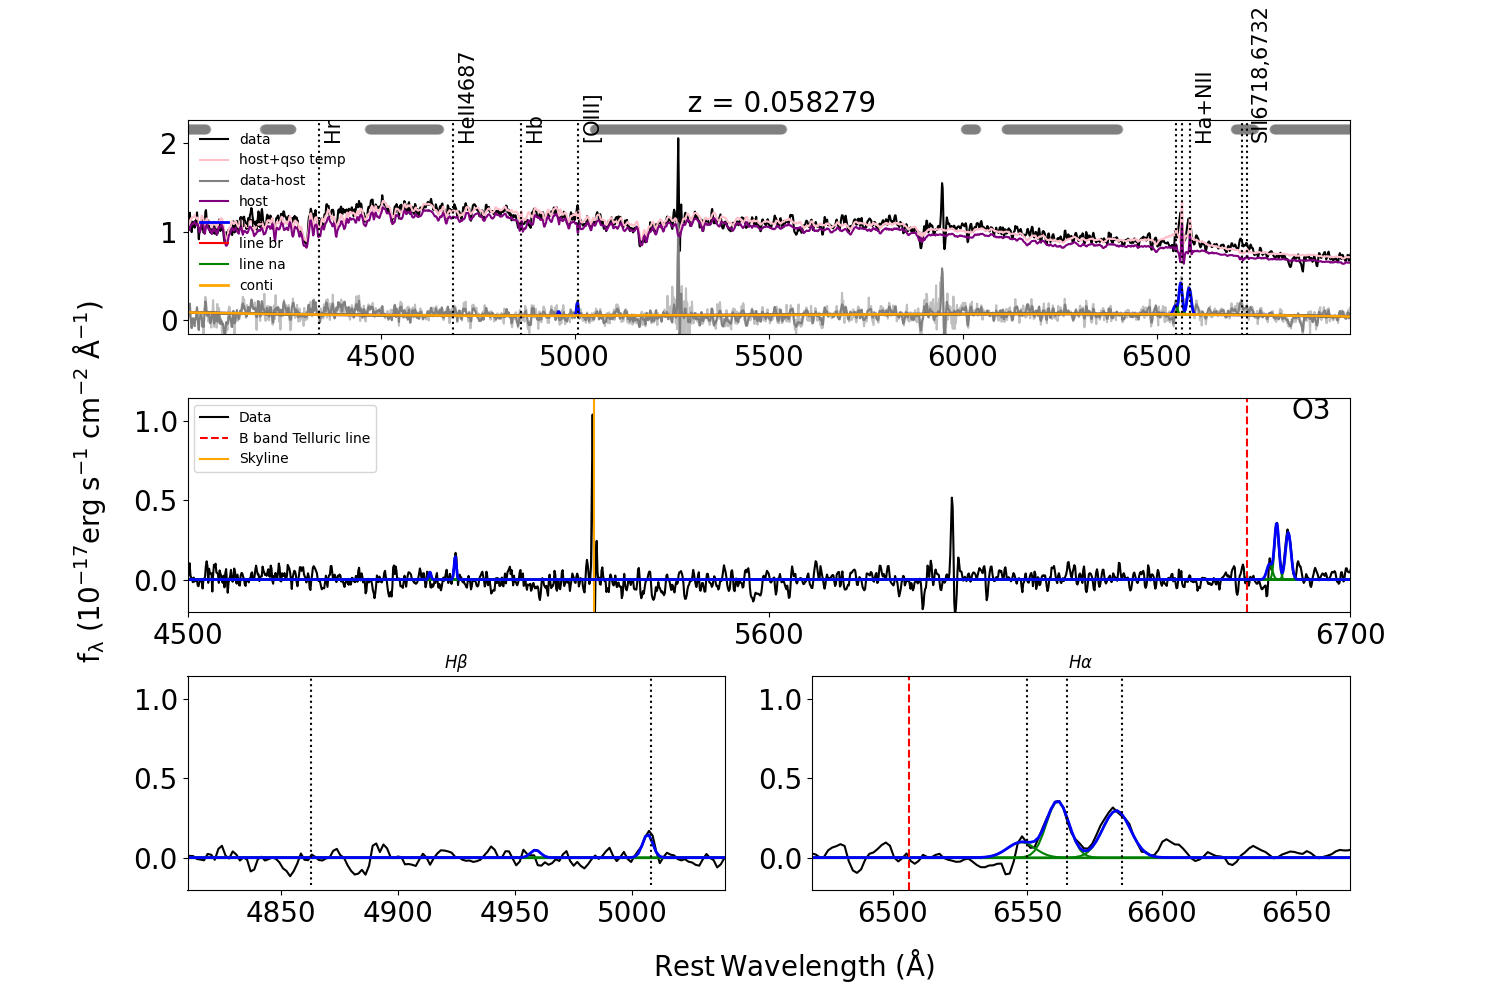 z = 0.058279
Hr
HeII4687
Hb
[OIII]
Ha+NII
SII6718,6732
data
host+qso temp
data-host
host
line br
line na
conti
2
1
0
4500
5000
5500
6000
6500
fλ (10⁻¹⁷erg s⁻¹ cm⁻² Å⁻¹)
O3
Data
B band Telluric line
Skyline
1.0
0.5
0.0
4500
5600
6700
Hβ
1.0
0.5
0.0
4850
4900
4950
5000
Hα
1.0
0.5
0.0
6500
6550
6600
6650
Rest Wavelength (Å)